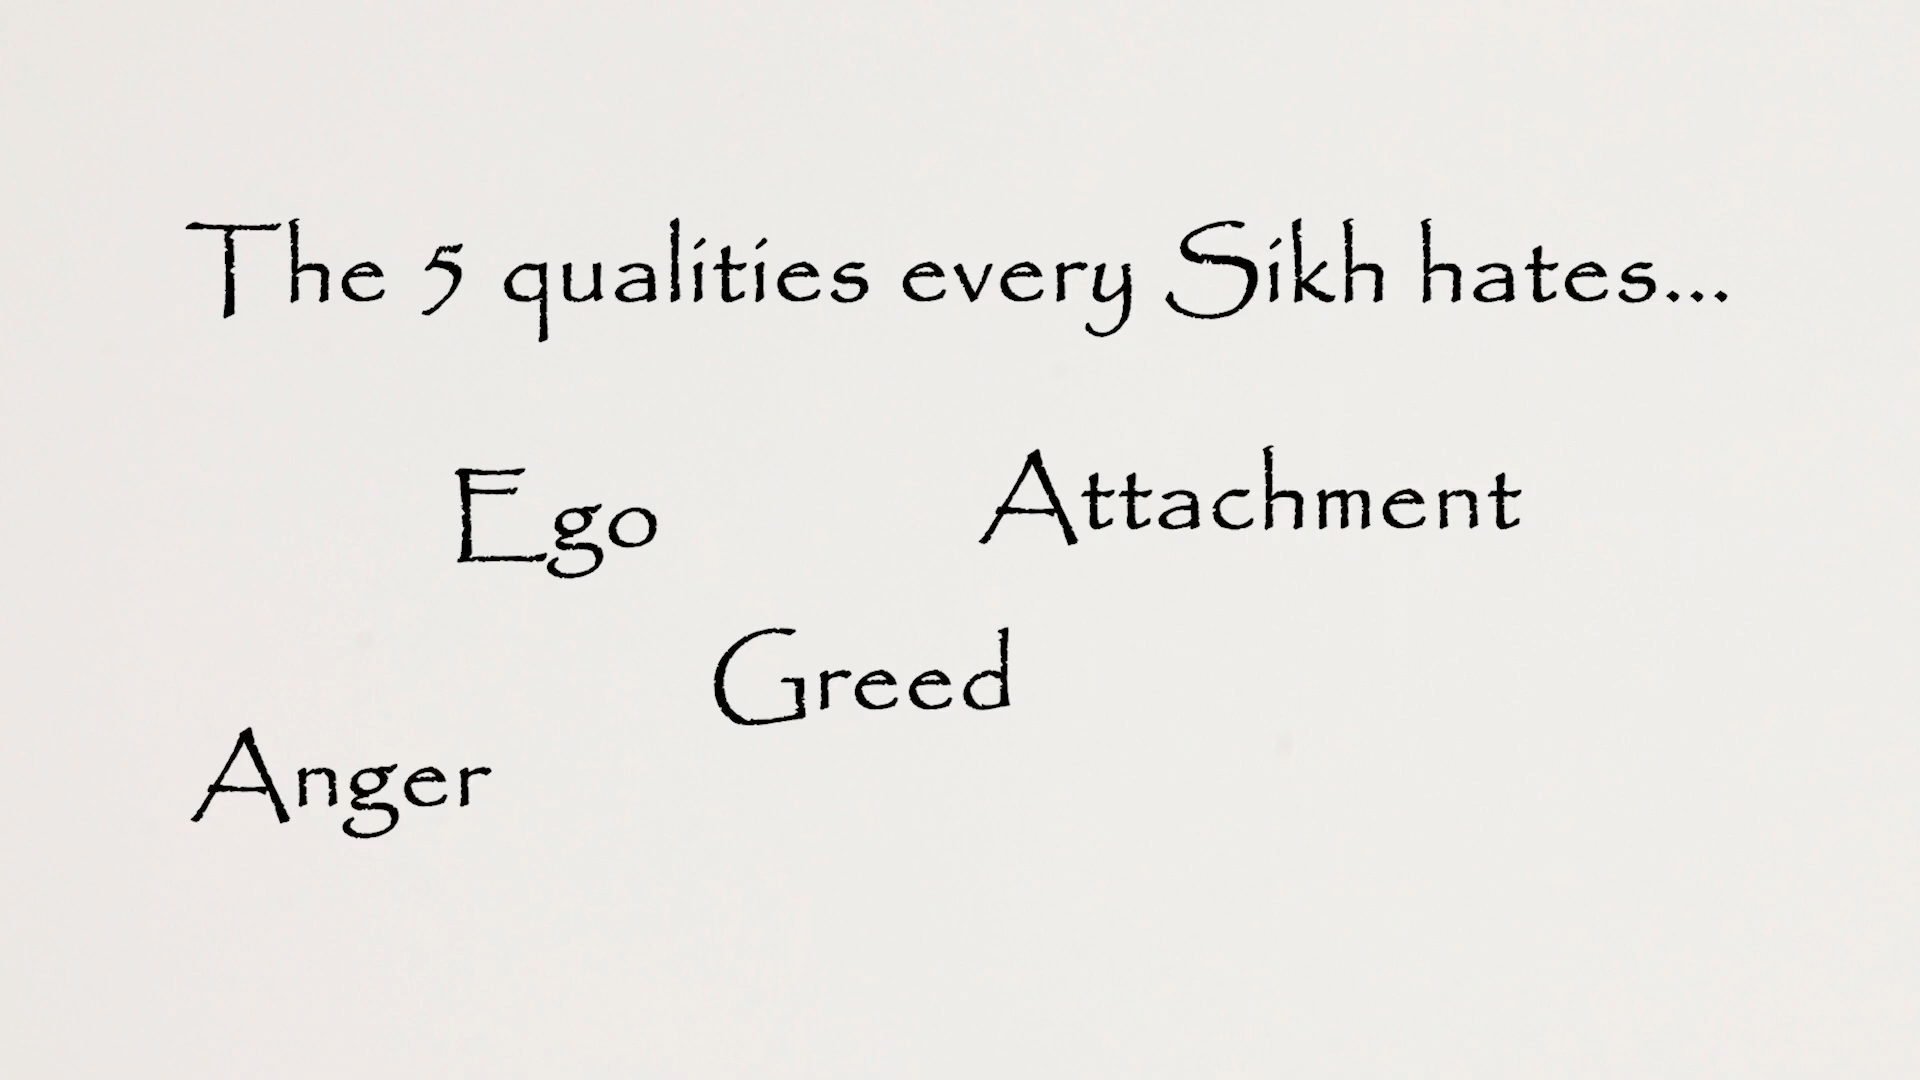 The 5 qualities every Sikh hates...
Ego
Attachment
Greed
Anger